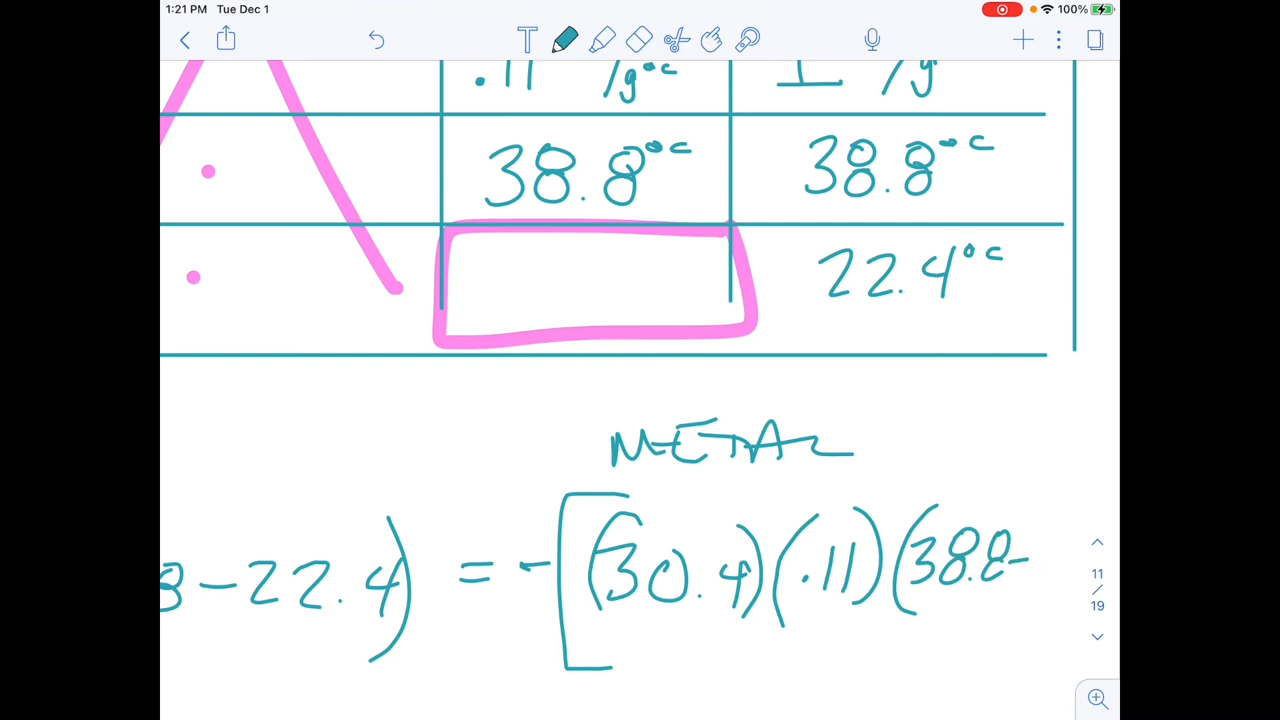 1:21 PM Tue Dec 1 100%
T
.11 /g°C 1 /g
38.8°C 38.8°C
22.4°C
METAL
8-22.4) = -[(30.4)(.11)(38.8-
11
/
19